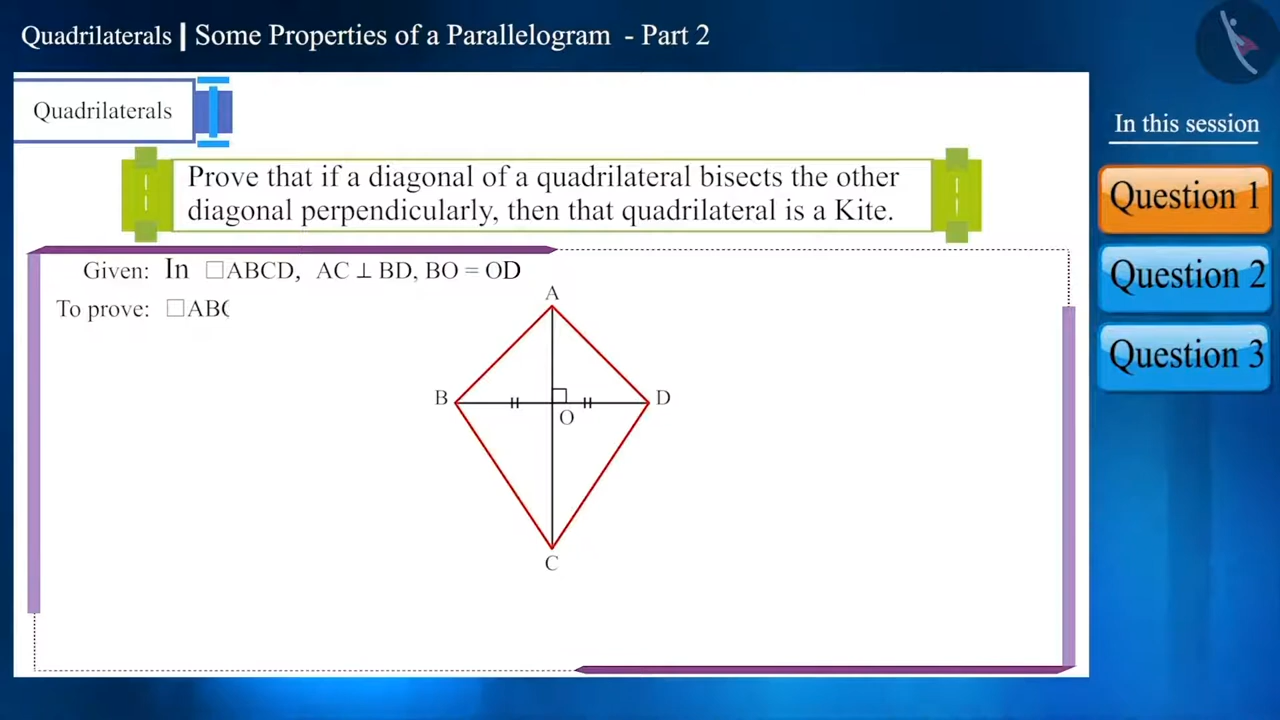 Quadrilaterals | Some Properties of a Parallelogram - Part 2
Quadrilaterals
In this session
Prove that if a diagonal of a quadrilateral bisects the other
diagonal perpendicularly, then that quadrilateral is a Kite.
Question 1
Question 2
Question 3
Given: In □ABCD, AC ⊥ BD, BO = OD
To prove: □ABC
A
B
D
O
C